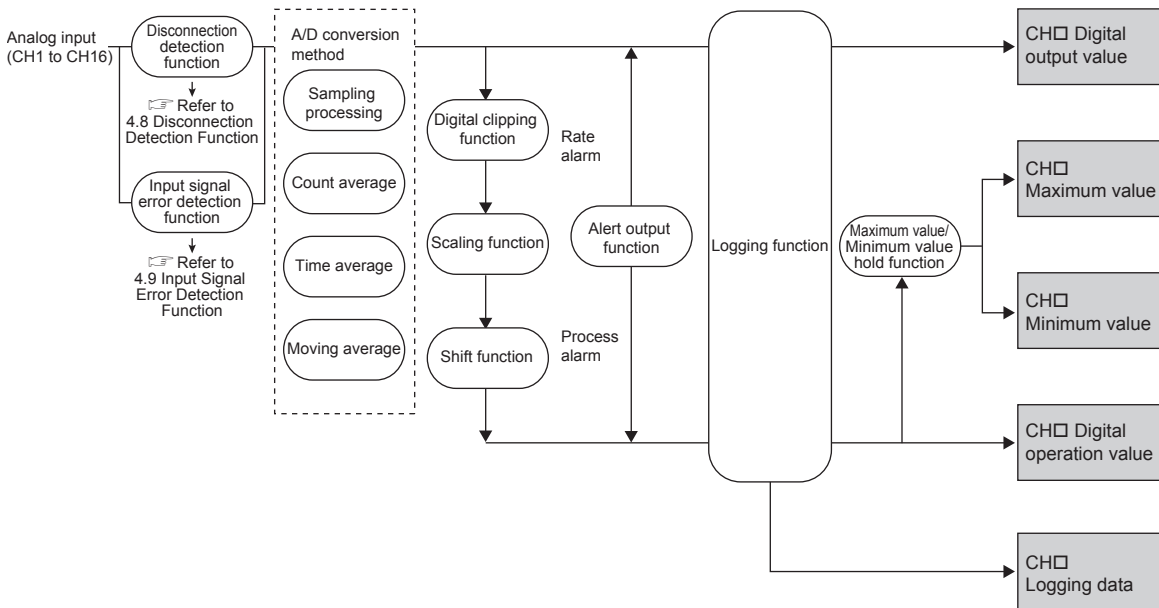 Analog input
(CH1 to CH16)
Disconnection
detection
function
☞ Refer to
4.8 Disconnection
Detection Function
Input signal
error detection
function
☞ Refer to
4.9 Input Signal
Error Detection
Function
A/D conversion
method
Sampling
processing
Count average
Time average
Moving average
Digital clipping
function
Scaling function
Shift function
Rate
alarm
Alert output
function
Process
alarm
Logging function
Maximum value/
Minimum value
hold function
CH□ Digital
output value
CH□
Maximum value
CH□
Minimum value
CH□ Digital
operation value
CH□
Logging data